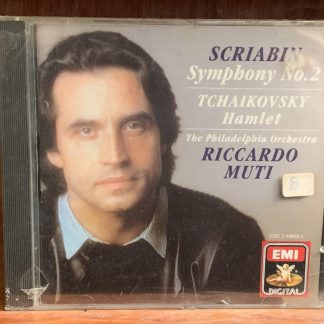 SCRIABIN
Symphony No.2
TCHAIKOVSKY
Hamlet
The Philadelphia Orchestra
RICCARDO
MUTI
EMI
DIGITAL